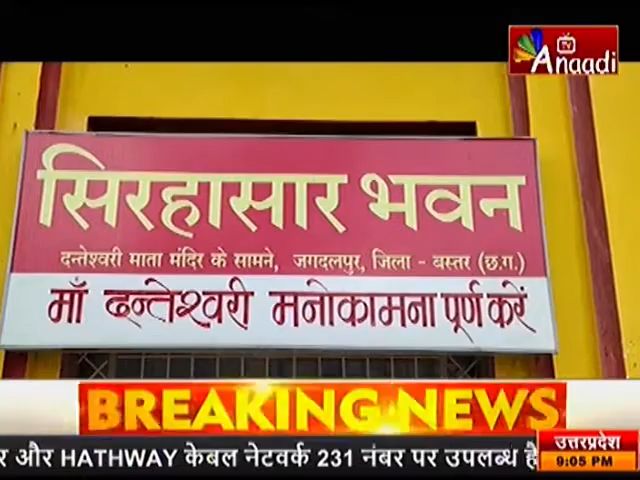 TV
Anaadi
सिरहासार भवन
दन्तेश्वरी माता मंदिर के सामने, जगदलपुर, जिला - बस्तर (छ.ग.)
माँ दन्तेश्वरी मनोकामना पूर्ण करें
BREAKING NEWS
र और HATHWAY केबल नेटवर्क 231 नंबर पर उपलब्ध है
उत्तरप्रदेश
9:05 PM